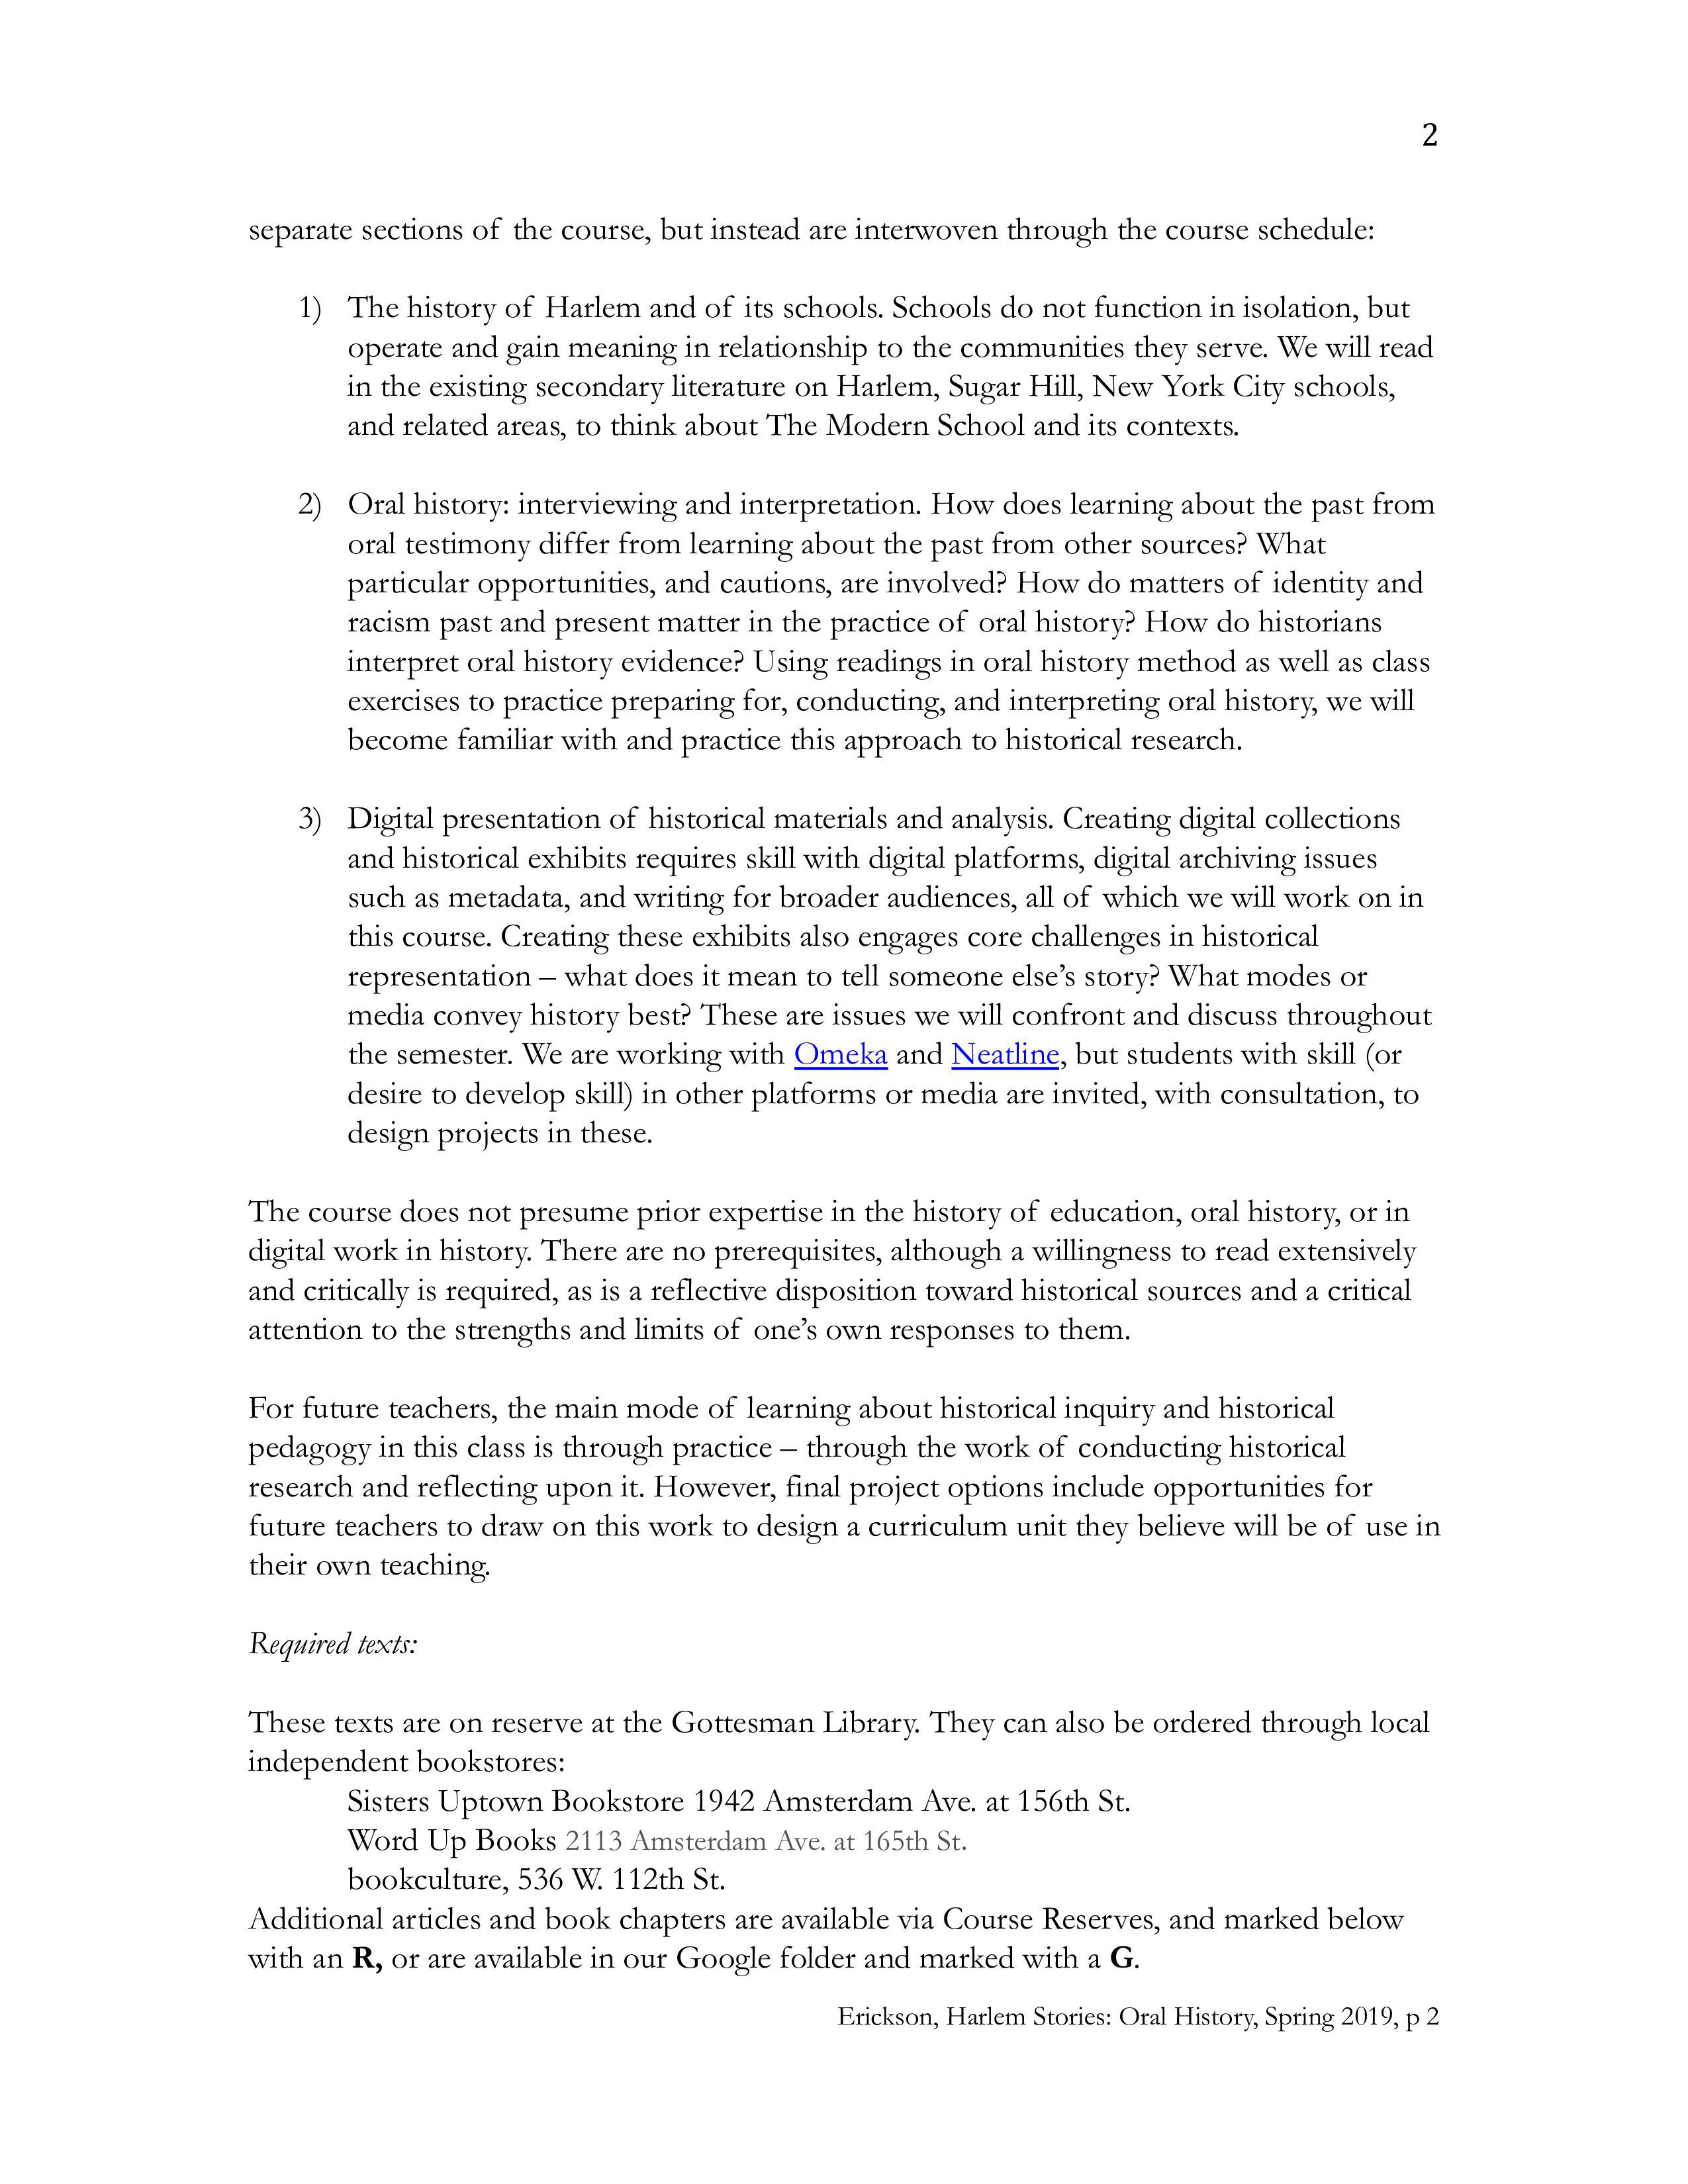 2
separate sections of the course, but instead are interwoven through the course schedule:
1) The history of Harlem and of its schools. Schools do not function in isolation, but
operate and gain meaning in relationship to the communities they serve. We will read
in the existing secondary literature on Harlem, Sugar Hill, New York City schools,
and related areas, to think about The Modern School and its contexts.
2) Oral history: interviewing and interpretation. How does learning about the past from
oral testimony differ from learning about the past from other sources? What
particular opportunities, and cautions, are involved? How do matters of identity and
racism past and present matter in the practice of oral history? How do historians
interpret oral history evidence? Using readings in oral history method as well as class
exercises to practice preparing for, conducting, and interpreting oral history, we will
become familiar with and practice this approach to historical research.
3) Digital presentation of historical materials and analysis. Creating digital collections
and historical exhibits requires skill with digital platforms, digital archiving issues
such as metadata, and writing for broader audiences, all of which we will work on in
this course. Creating these exhibits also engages core challenges in historical
representation – what does it mean to tell someone else’s story? What modes or
media convey history best? These are issues we will confront and discuss throughout
the semester. We are working with Omeka and Neatline, but students with skill (or
desire to develop skill) in other platforms or media are invited, with consultation, to
design projects in these.
The course does not presume prior expertise in the history of education, oral history, or in
digital work in history. There are no prerequisites, although a willingness to read extensively
and critically is required, as is a reflective disposition toward historical sources and a critical
attention to the strengths and limits of one’s own responses to them.
For future teachers, the main mode of learning about historical inquiry and historical
pedagogy in this class is through practice – through the work of conducting historical
research and reflecting upon it. However, final project options include opportunities for
future teachers to draw on this work to design a curriculum unit they believe will be of use in
their own teaching.
Required texts:
These texts are on reserve at the Gottesman Library. They can also be ordered through local
independent bookstores:
Sisters Uptown Bookstore 1942 Amsterdam Ave. at 156th St.
Word Up Books 2113 Amsterdam Ave. at 165th St.
bookculture, 536 W. 112th St.
Additional articles and book chapters are available via Course Reserves, and marked below
with an R, or are available in our Google folder and marked with a G.
Erickson, Harlem Stories: Oral History, Spring 2019, p 2